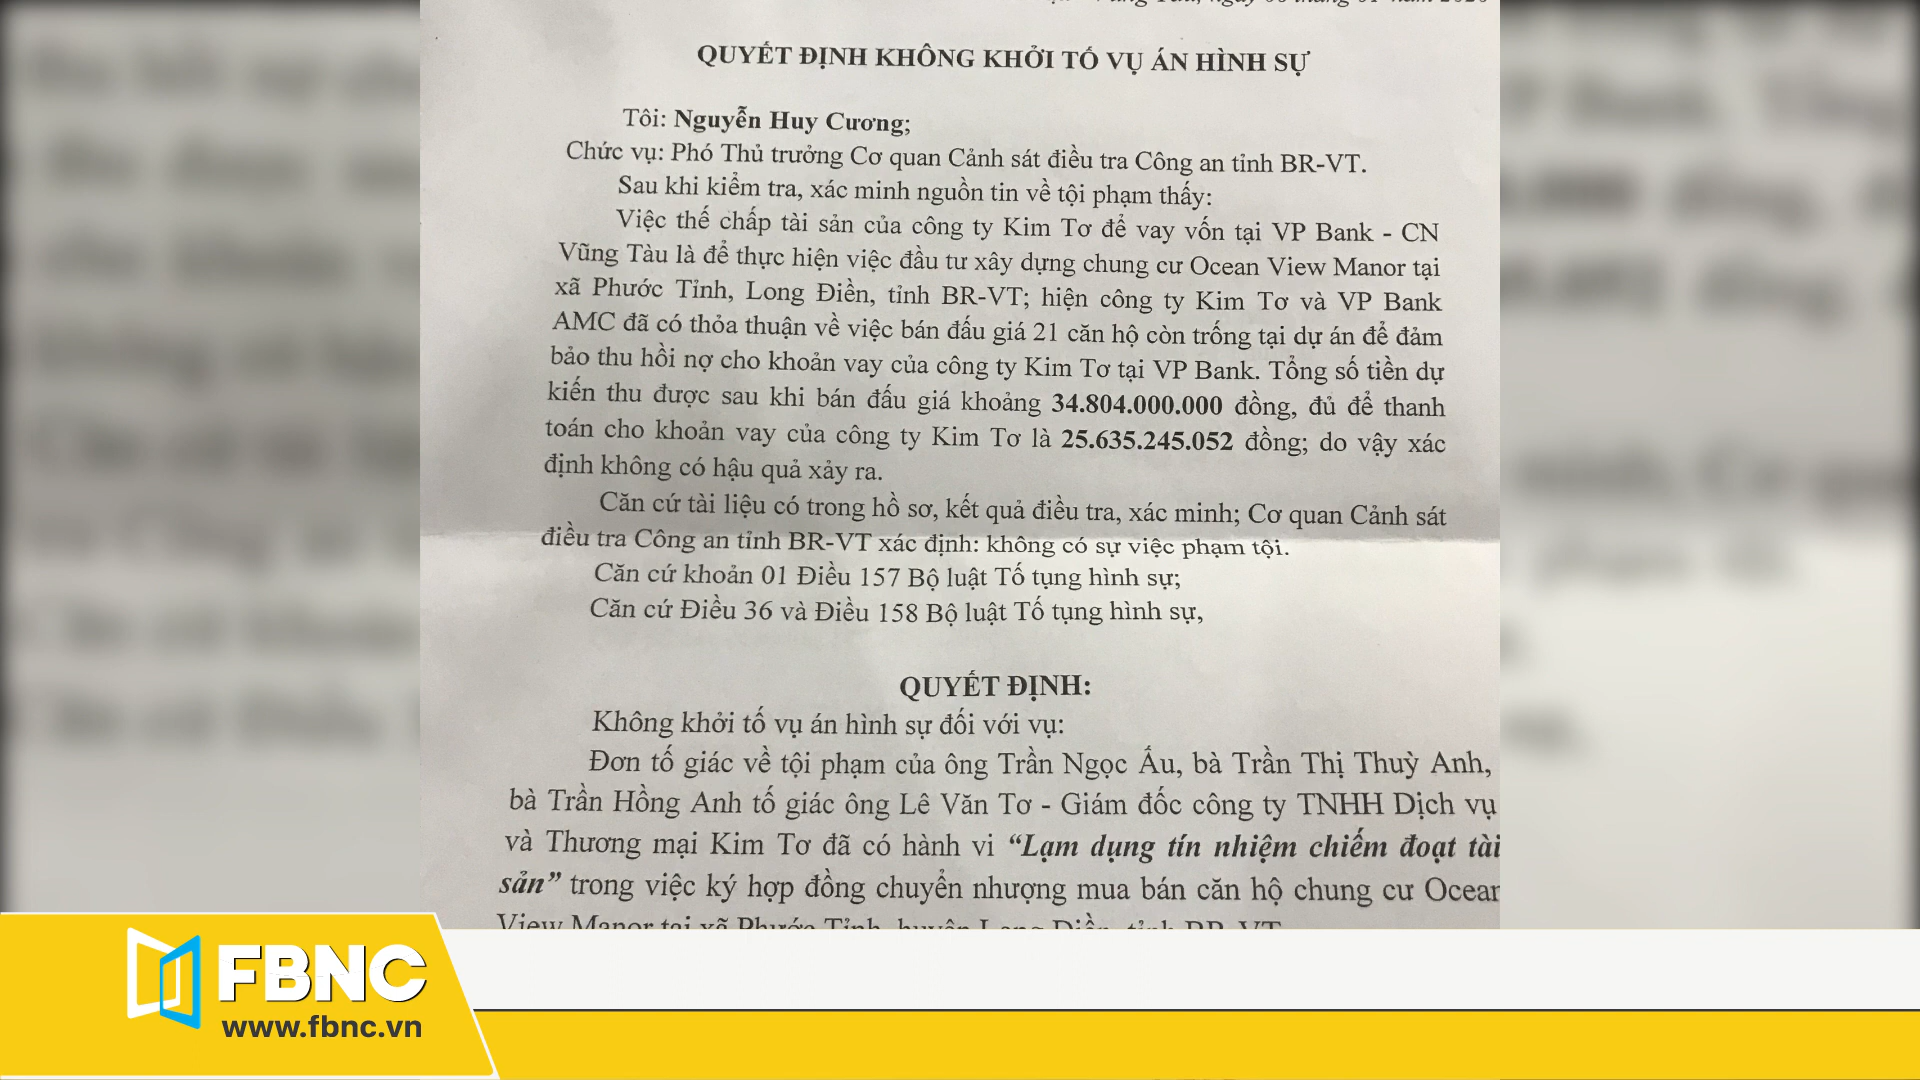 QUYẾT ĐỊNH KHÔNG KHỞI TỐ VỤ ÁN HÌNH SỰ
Tôi: Nguyễn Huy Cương;
Chức vụ: Phó Thủ trưởng Cơ quan Cảnh sát điều tra Công an tỉnh BR-VT.
Sau khi kiểm tra, xác minh nguồn tin về tội phạm thấy:
Việc thế chấp tài sản của công ty Kim Tơ để vay vốn tại VP Bank - CN
Vũng Tàu là để thực hiện việc đầu tư xây dựng chung cư Ocean View Manor tại
xã Phước Tỉnh, Long Điền, tỉnh BR-VT; hiện công ty Kim Tơ và VP Bank
AMC đã có thỏa thuận về việc bán đấu giá 21 căn hộ còn trống tại dự án để đảm
bảo thu hồi nợ cho khoản vay của công ty Kim Tơ tại VP Bank. Tổng số tiền dự
kiến thu được sau khi bán đấu giá khoảng 34.804.000.000 đồng, đủ để thanh
toán cho khoản vay của công ty Kim Tơ là 25.635.245.052 đồng; do vậy xác
định không có hậu quả xảy ra.
Căn cứ tài liệu có trong hồ sơ, kết quả điều tra, xác minh; Cơ quan Cảnh sát
điều tra Công an tỉnh BR-VT xác định: không có sự việc phạm tội.
Căn cứ khoản 01 Điều 157 Bộ luật Tố tụng hình sự;
Căn cứ Điều 36 và Điều 158 Bộ luật Tố tụng hình sự,
QUYẾT ĐỊNH:
Không khởi tố vụ án hình sự đối với vụ:
Đơn tố giác về tội phạm của ông Trần Ngọc Ấu, bà Trần Thị Thuỳ Anh,
bà Trần Hồng Anh tố giác ông Lê Văn Tơ - Giám đốc công ty TNHH Dịch vụ
và Thương mại Kim Tơ đã có hành vi “Lạm dụng tín nhiệm chiếm đoạt tài
sản” trong việc ký hợp đồng chuyển nhượng mua bán căn hộ chung cư Ocean
View Manor tại xã Phước Tỉnh, huyện Long Điền, tỉnh BR-VT
FBNC
www.fbnc.vn